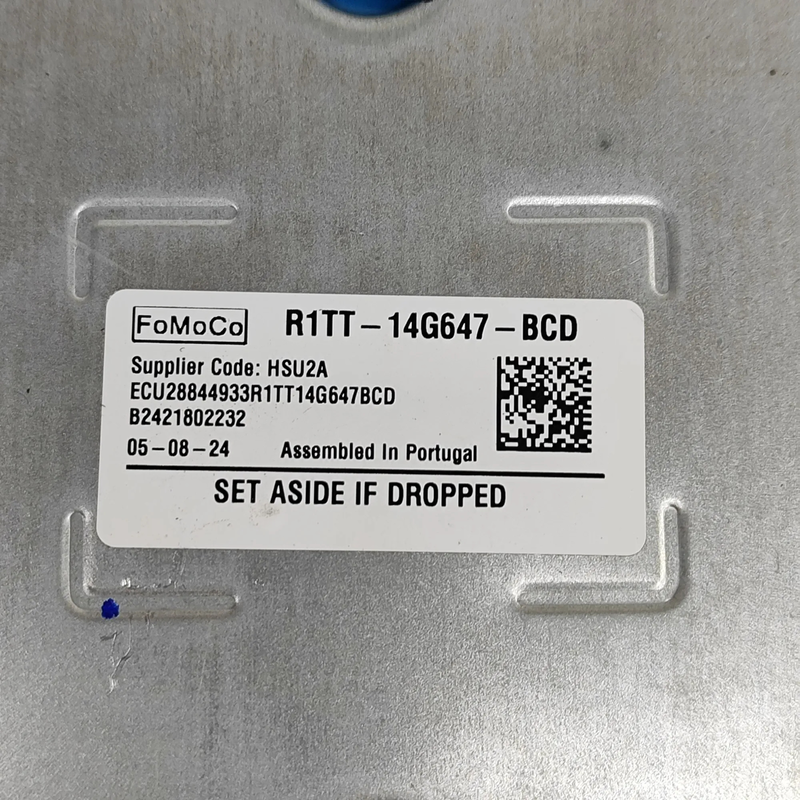 FoMoCo R1TT-14G647-BCD
Supplier Code: HSU2A
ECU28844933R1TT14G647BCD
B2421802232
05-08-24 Assembled In Portugal
SET ASIDE IF DROPPED